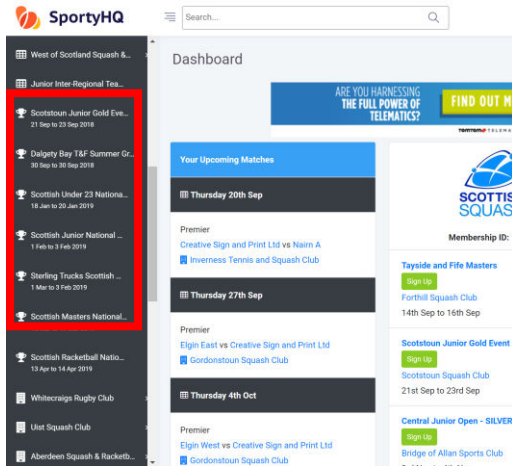 SportyHQ
Search...
West of Scotland Squash &...
Junior Inter-Regional Tea...
Scotstoun Junior Gold Eve...
21 Sep to 23 Sep 2018
Dalgety Bay T&F Summer Gr...
30 Sep to 30 Sep 2018
Scottish Under 23 Nationa...
18 Jan to 20 Jan 2019
Scottish Junior National ...
1 Feb to 3 Feb 2019
Sterling Trucks Scottish ...
1 Mar to 3 Feb 2019
Scottish Masters National...
Scottish Racketball Natio...
13 Apr to 14 Apr 2019
Whitecraigs Rugby Club
Uist Squash Club
Aberdeen Squash & Racketb...
Dashboard
ARE YOU HARNESSING
THE FULL POWER OF
TELEMATICS?
FIND OUT M
Your Upcoming Matches
Thursday 20th Sep
Premier
Creative Sign and Print Ltd vs Nairn A
Inverness Tennis and Squash Club
Thursday 27th Sep
Premier
Elgin East vs Creative Sign and Print Ltd
Gordonstoun Squash Club
Thursday 4th Oct
Premier
Elgin West vs Creative Sign and Print Ltd
Gordonstoun Squash Club
SCOTTIS
SQUAS
Membership ID:
Tayside and Fife Masters
Sign Up
Forthill Squash Club
14th Sep to 16th Sep
Scotstoun Junior Gold Event
Sign Up
Scotstoun Squash Club
21st Sep to 23rd Sep
Central Junior Open - SILVER
Sign Up
Bridge of Allan Sports Club